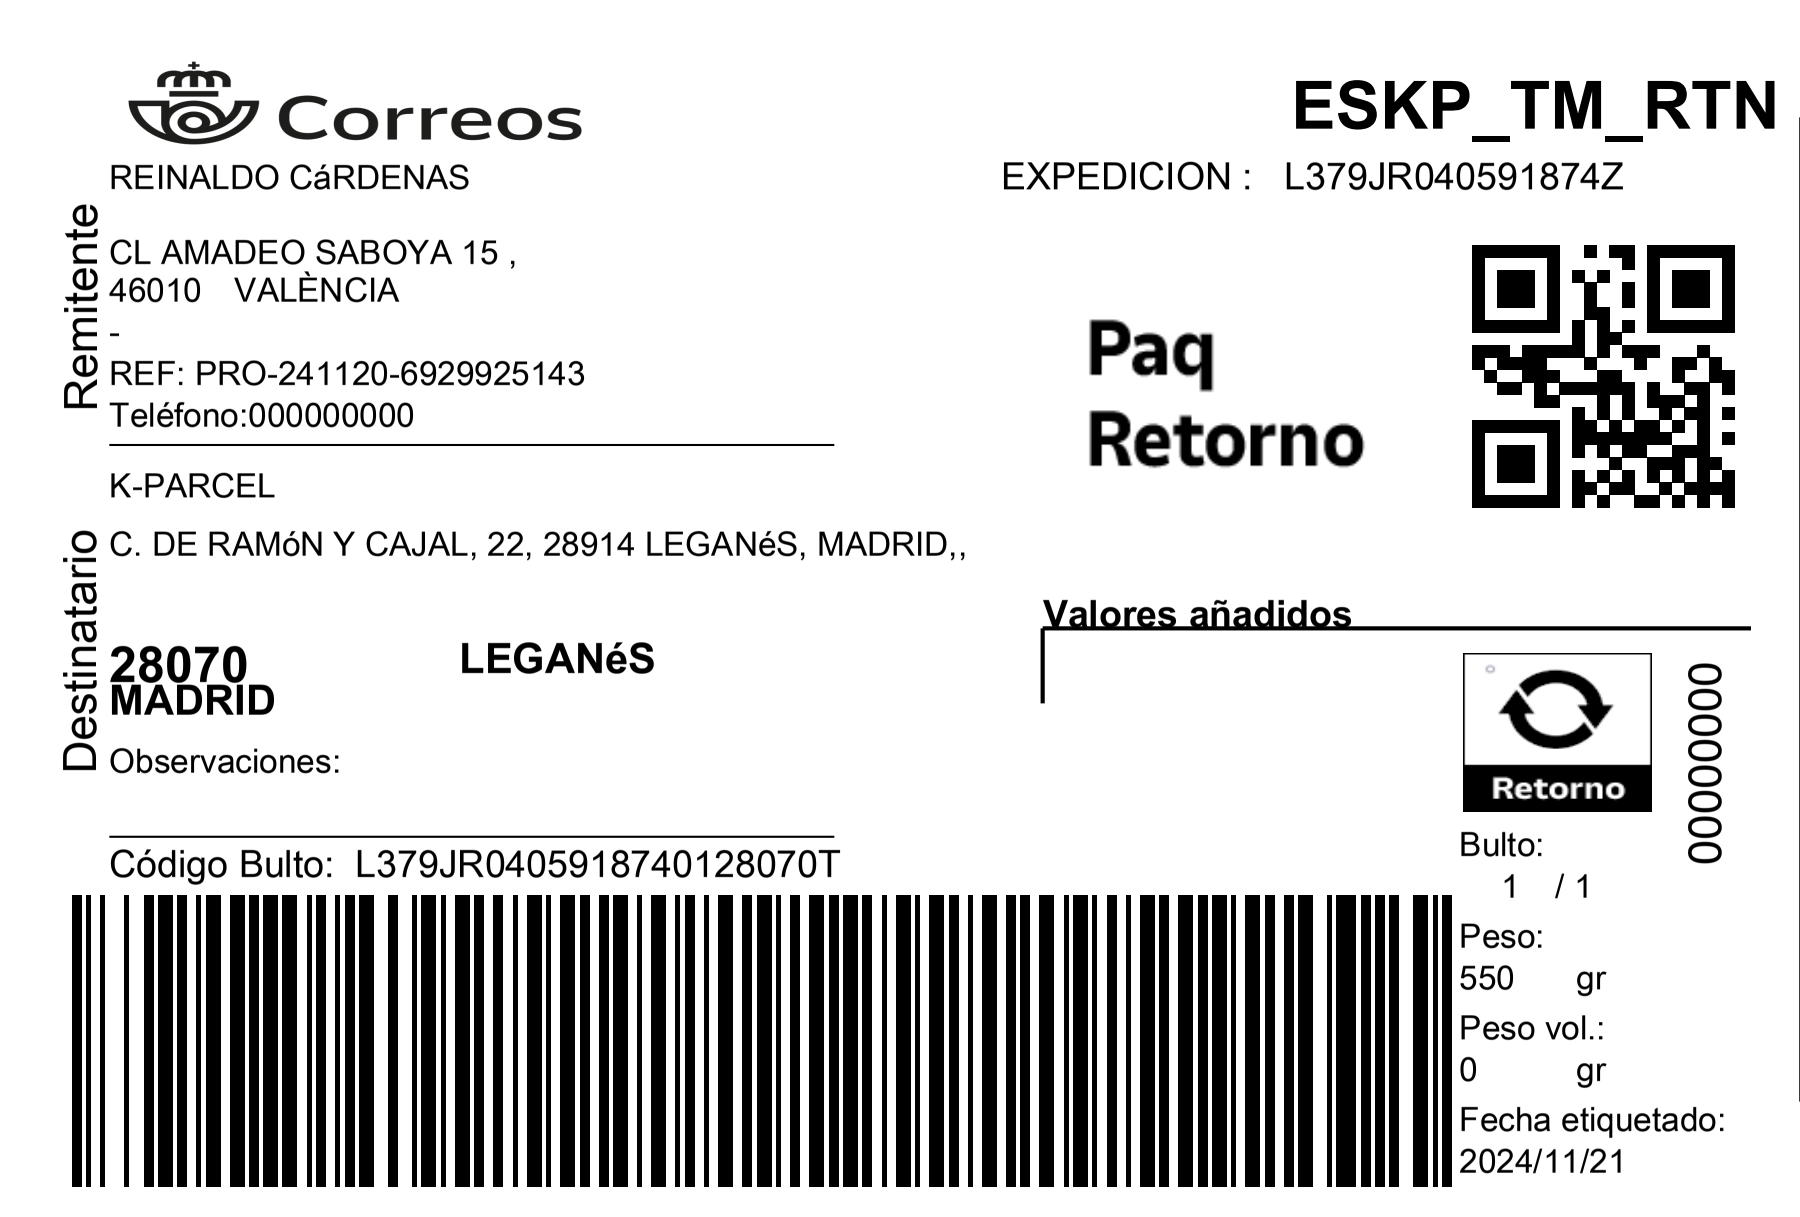 Correos
ESKP_TM_RTN
REINALDO CáRDENAS
EXPEDICION : L379JR040591874Z
Remitente
CL AMADEO SABOYA 15 ,
46010 VALÈNCIA
-
REF: PRO-241120-6929925143
Teléfono:000000000
Paq
Retorno
Destinatario
K-PARCEL
C. DE RAMóN Y CAJAL, 22, 28914 LEGANéS, MADRID,,
28070 LEGANéS
MADRID
Observaciones:
Valores añadidos
Retorno
000000000
Código Bulto: L379JR0405918740128070T
Bulto:
1 / 1
Peso:
550 gr
Peso vol.:
0 gr
Fecha etiquetado:
2024/11/21